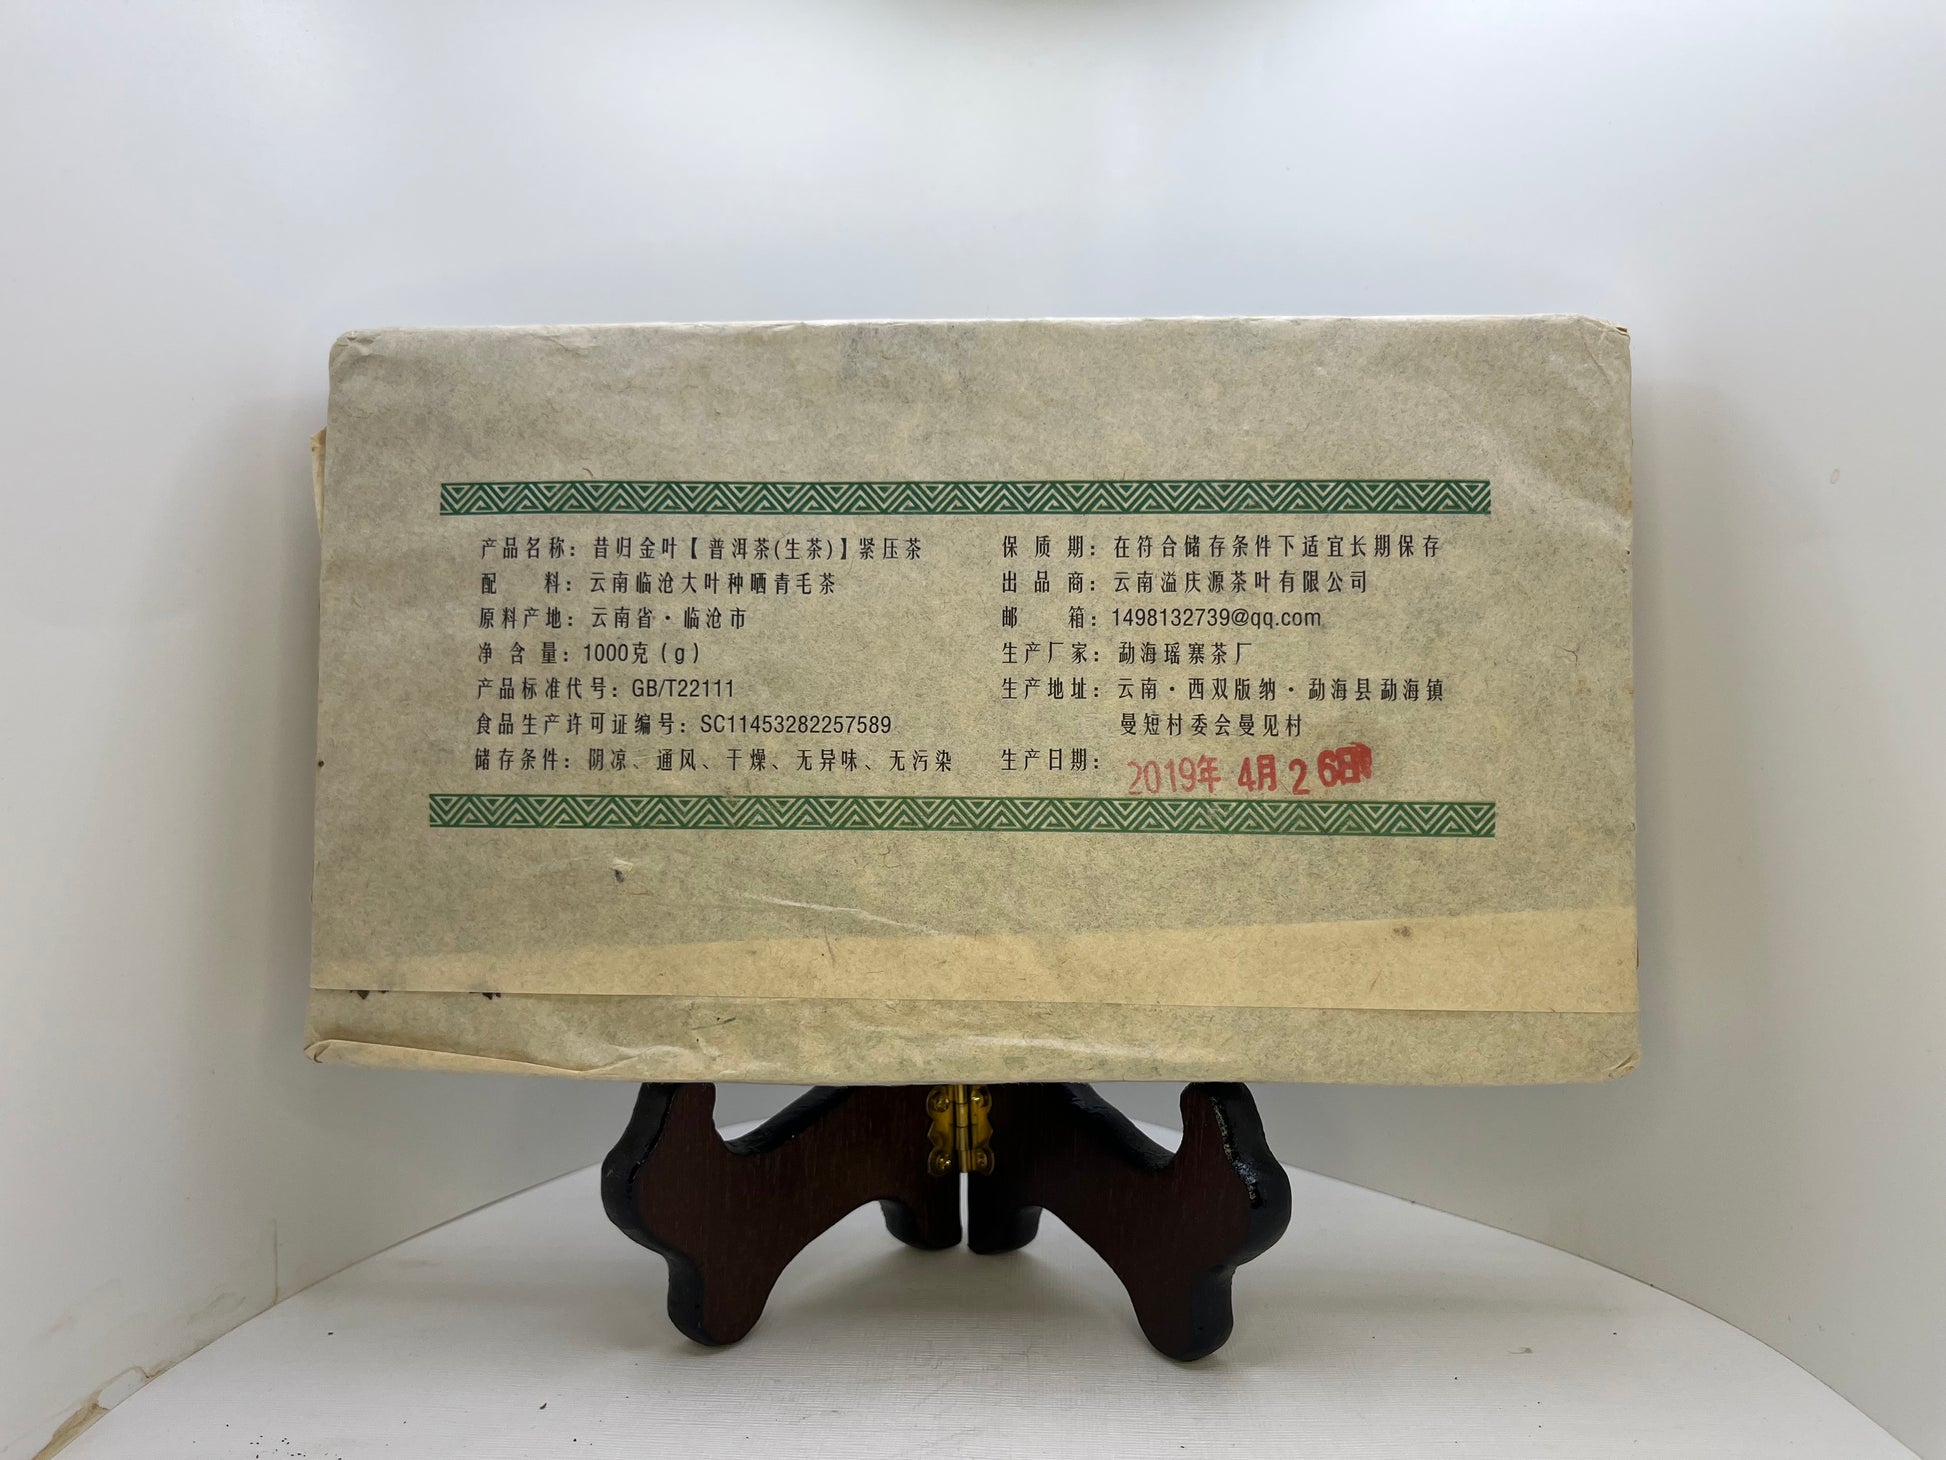 产品名称：昔归金叶【普洱茶(生茶)】紧压茶
配 料：云南临沧大叶种晒青毛茶
原料产地：云南省·临沧市
净 含 量：1000克（g）
产品标准代号：GB/T22111
食品生产许可证编号：SC11453282257589
储存条件：阴凉、通风、干燥、无异味、无污染
保 质 期：在符合储存条件下适宜长期保存
出 品 商：云南溢庆源茶叶有限公司
邮 箱：1498132739@qq.com
生产厂家：勐海瑶寨茶厂
生产地址：云南·西双版纳·勐海县勐海镇
曼短村委会曼见村
生产日期：2019年 4月 26日